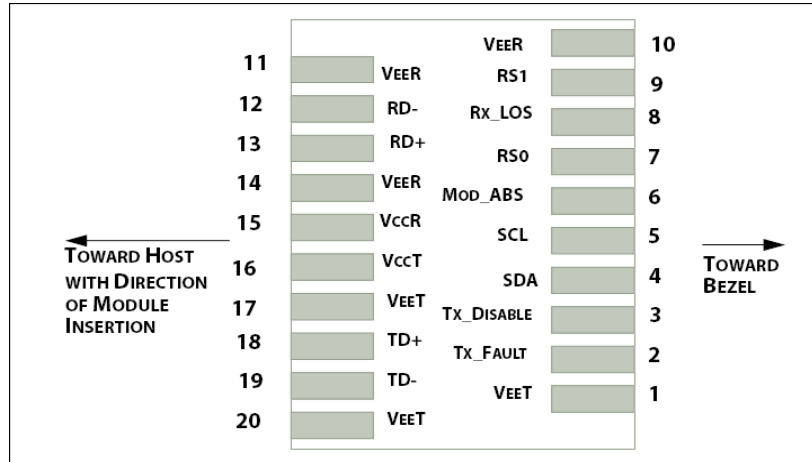 11 VEER
12 RD-
13 RD+
14 VEER
15 VCCR
16 VCCT
17 VEET
18 TD+
19 TD-
20 VEET
VEER 10
RS1 9
RX_LOS 8
RS0 7
MOD_ABS 6
SCL 5
SDA 4
TX_DISABLE 3
TX_FAULT 2
VEET 1
TOWARD HOST
WITH DIRECTION
OF MODULE
INSERTION
TOWARD
BEZEL